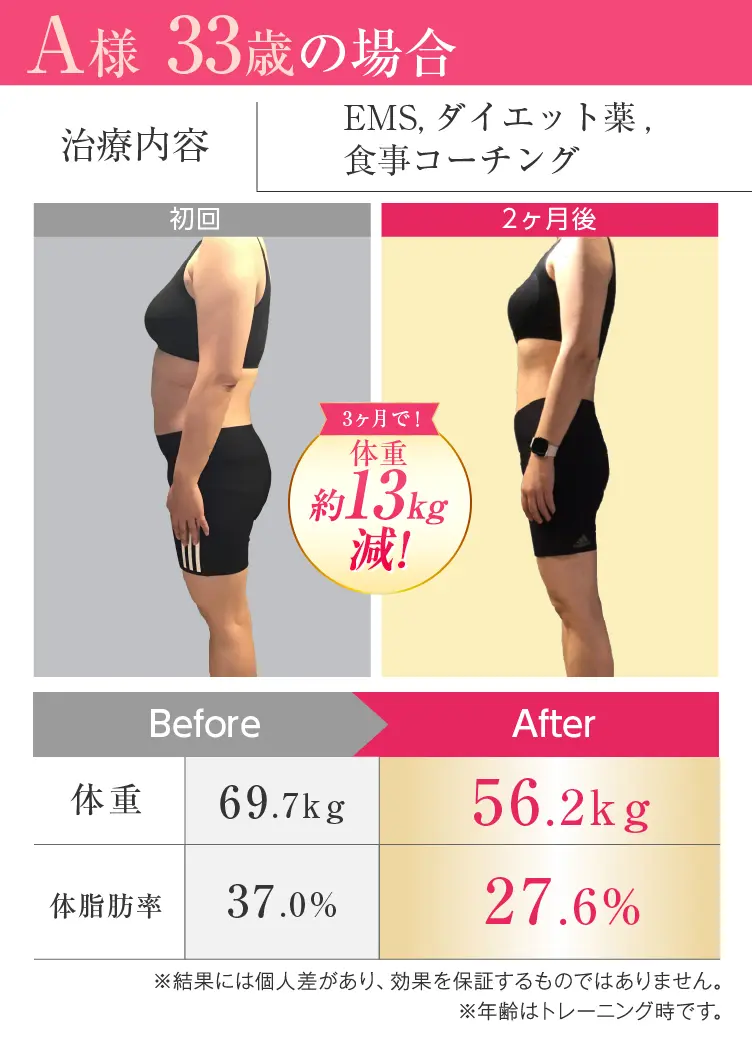 A様 33歳の場合
治療内容
EMS, ダイエット薬,
食事コーチング
初回
2ヶ月後
3ヶ月で!
体重
約13kg
減!
Before
After
体重
69.7kg
56.2kg
体脂肪率
37.0%
27.6%
※結果には個人差があり、効果を保証するものではありません。
※年齢はトレーニング時です。